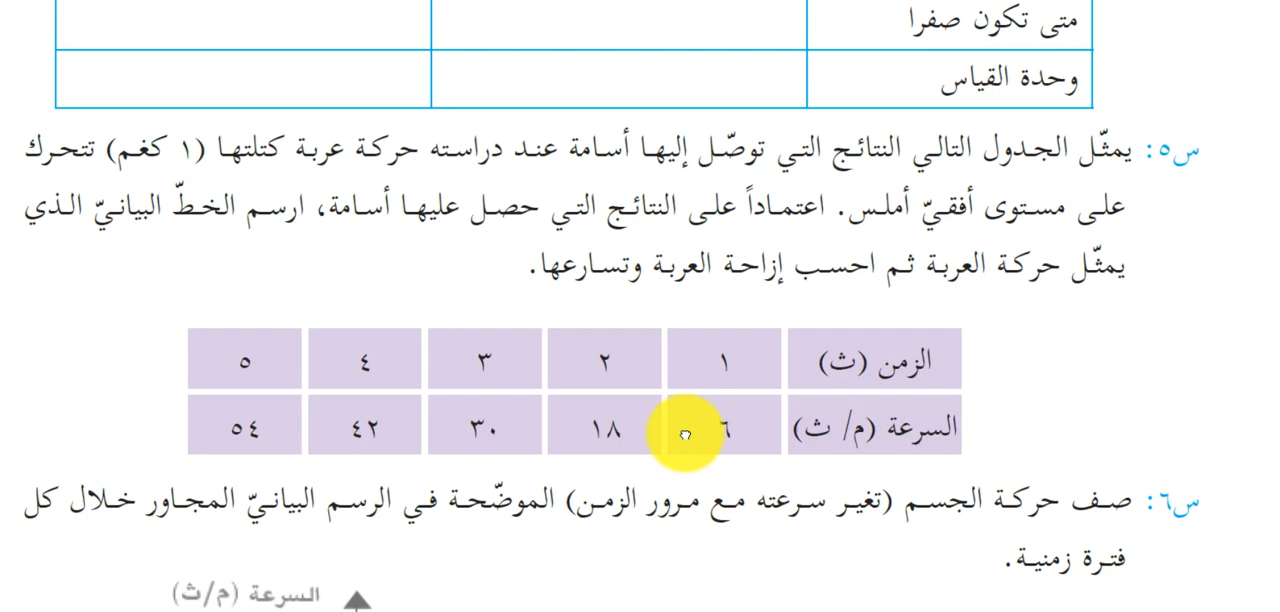 متى تكون صفرا
وحدة القياس
س٥: يمثّل الجدول التالي النتائج التي توصّل إليها أسامة عند دراسته حركة عربة كتلتها (١ كغم) تتحرك
على مستوى أفقيّ أملس. اعتماداً على النتائج التي حصل عليها أسامة، ارسم الخطّ البيانيّ الذي
يمثّل حركة العربة ثم احسب إزاحة العربة وتسارعها.
الزمن (ث) ١ ٢ ٣ ٤ ٥
السرعة (م/ ث) ٦ ١٨ ٣٠ ٤٢ ٥٤
س٦: صف حركة الجسم (تغير سرعته مع مرور الزمن) الموضّحة في الرسم البيانيّ المجاور خلال كل
فترة زمنية.
السرعة (م/ث)